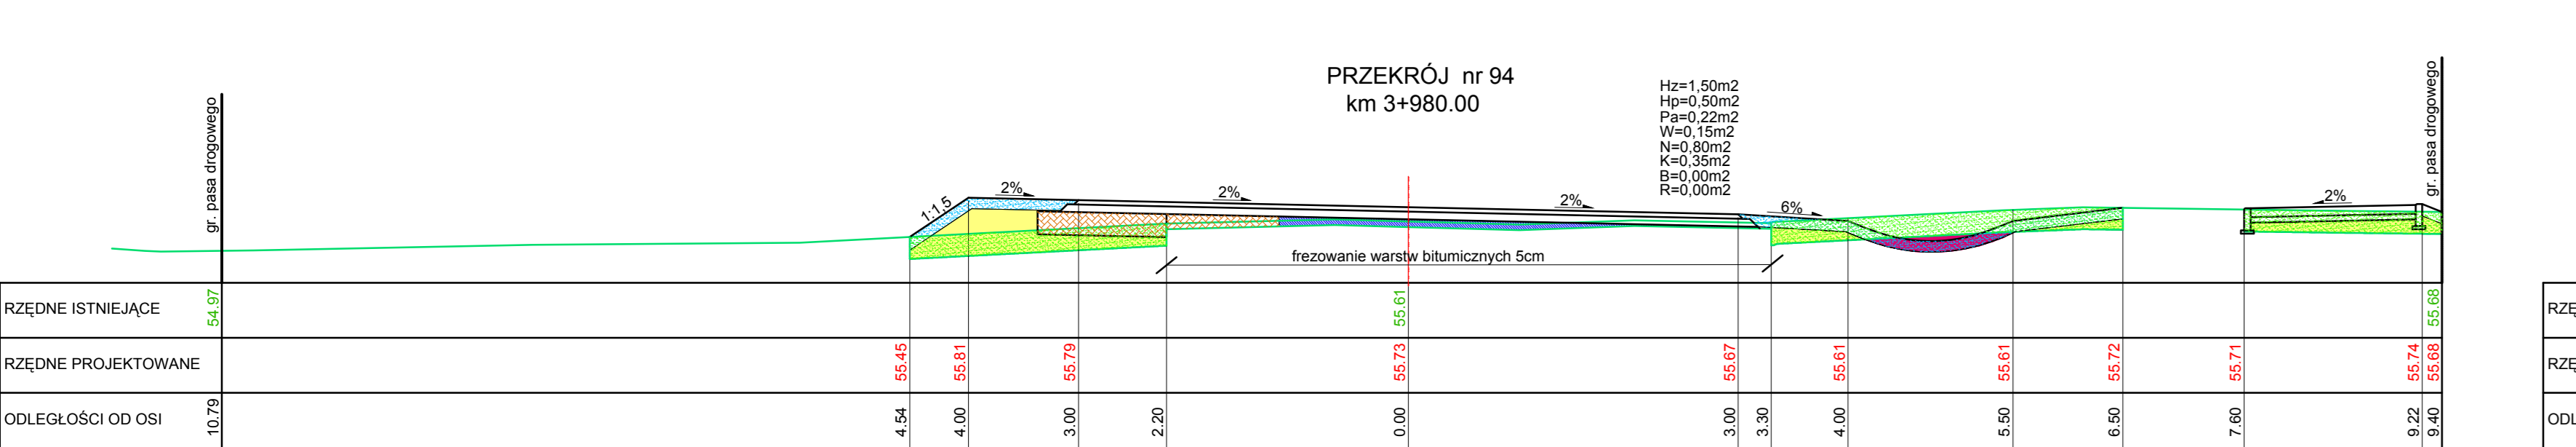 PRZEKRÓJ nr 94
km 3+980.00
Hz=1,50m2
Hp=0,50m2
Pa=0,22m2
W=0,15m2
N=0,80m2
K=0,35m2
B=0,00m2
R=0,00m2
gr. pasa drogowego
gr. pasa drogowego
1:1,5
2%
2%
2%
6%
2%
frezowanie warstw bitumicznych 5cm
RZĘDNE ISTNIEJĄCE 54.97 55.61 55.68
RZĘDNE PROJEKTOWANE 55.45 55.81 55.79 55.73 55.67 55.61 55.61 55.72 55.71 55.74 55.68
ODLEGŁOŚCI OD OSI 10.79 4.54 4.00 3.00 2.20 0.00 3.00 3.30 4.00 5.50 6.50 7.60 9.22 9.40
RZĘ
RZĘ
ODL